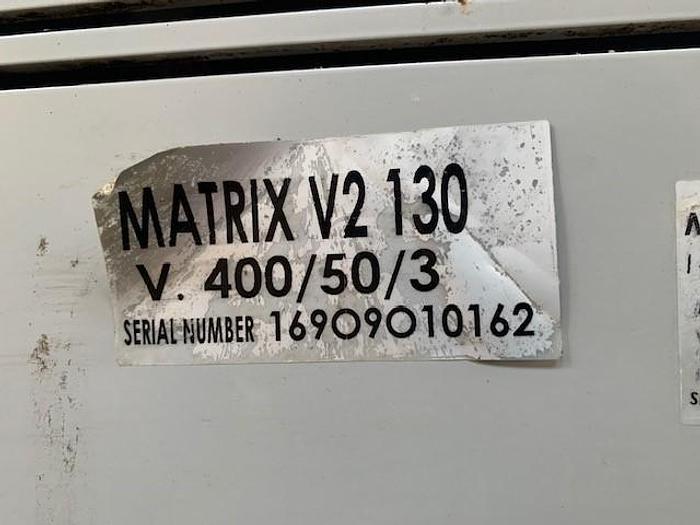 MATRIX V2 130
V. 400/50/3
SERIAL NUMBER 16909010162